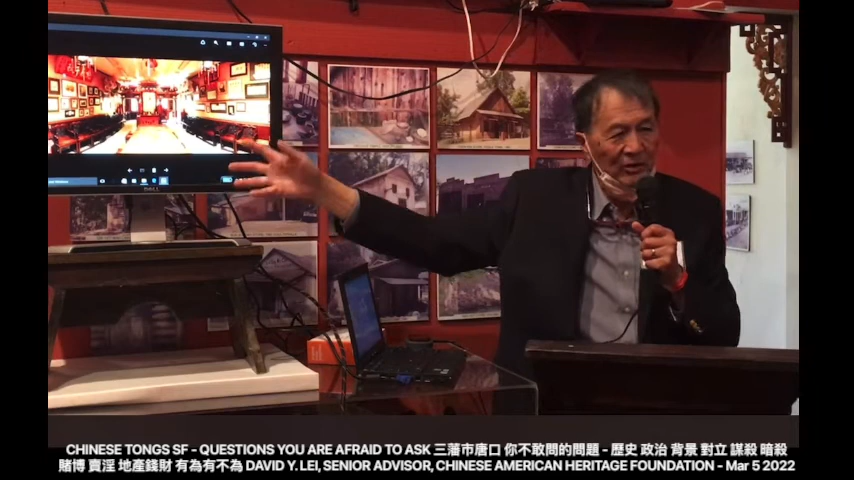 DELL
CHINESE TONGS SF - QUESTIONS YOU ARE AFRAID TO ASK 三藩市唐口 你不敢問的問題 - 歷史 政治 背景 對立 謀殺 暗殺
賭博 賣淫 地產錢財 有為有不為 DAVID Y. LEI, SENIOR ADVISOR, CHINESE AMERICAN HERITAGE FOUNDATION - Mar 5 2022